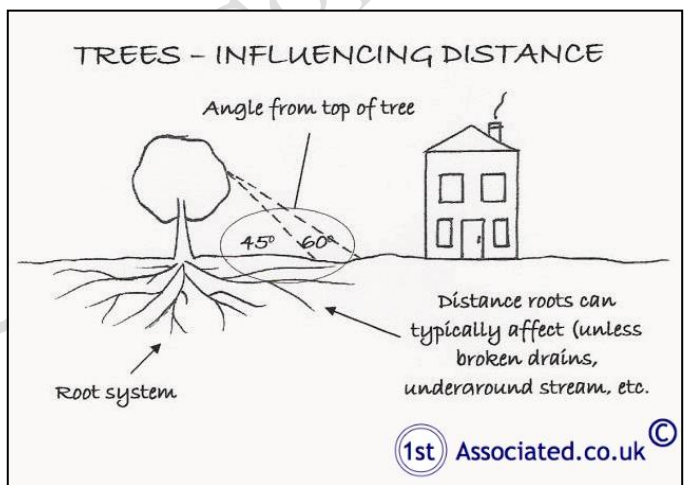 TREES – INFLUENCING DISTANCE
Angle from top of tree
45° 60°
Distance roots can
typically affect (unless
broken drains,
underaround stream, etc.
Root system
1st Associated.co.uk ©